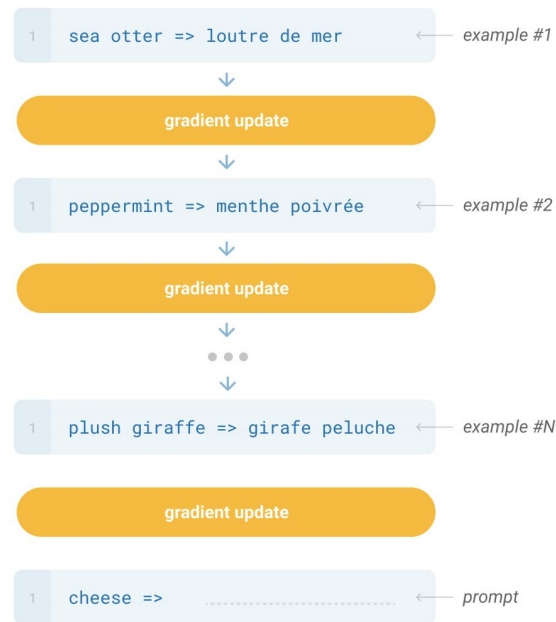 1 sea otter => loutre de mer ← example #1
↓
gradient update
↓
1 peppermint => menthe poivrée ← example #2
↓
gradient update
↓
•••
↓
1 plush giraffe => girafe peluche ← example #N
gradient update
1 cheese => .............................. ← prompt